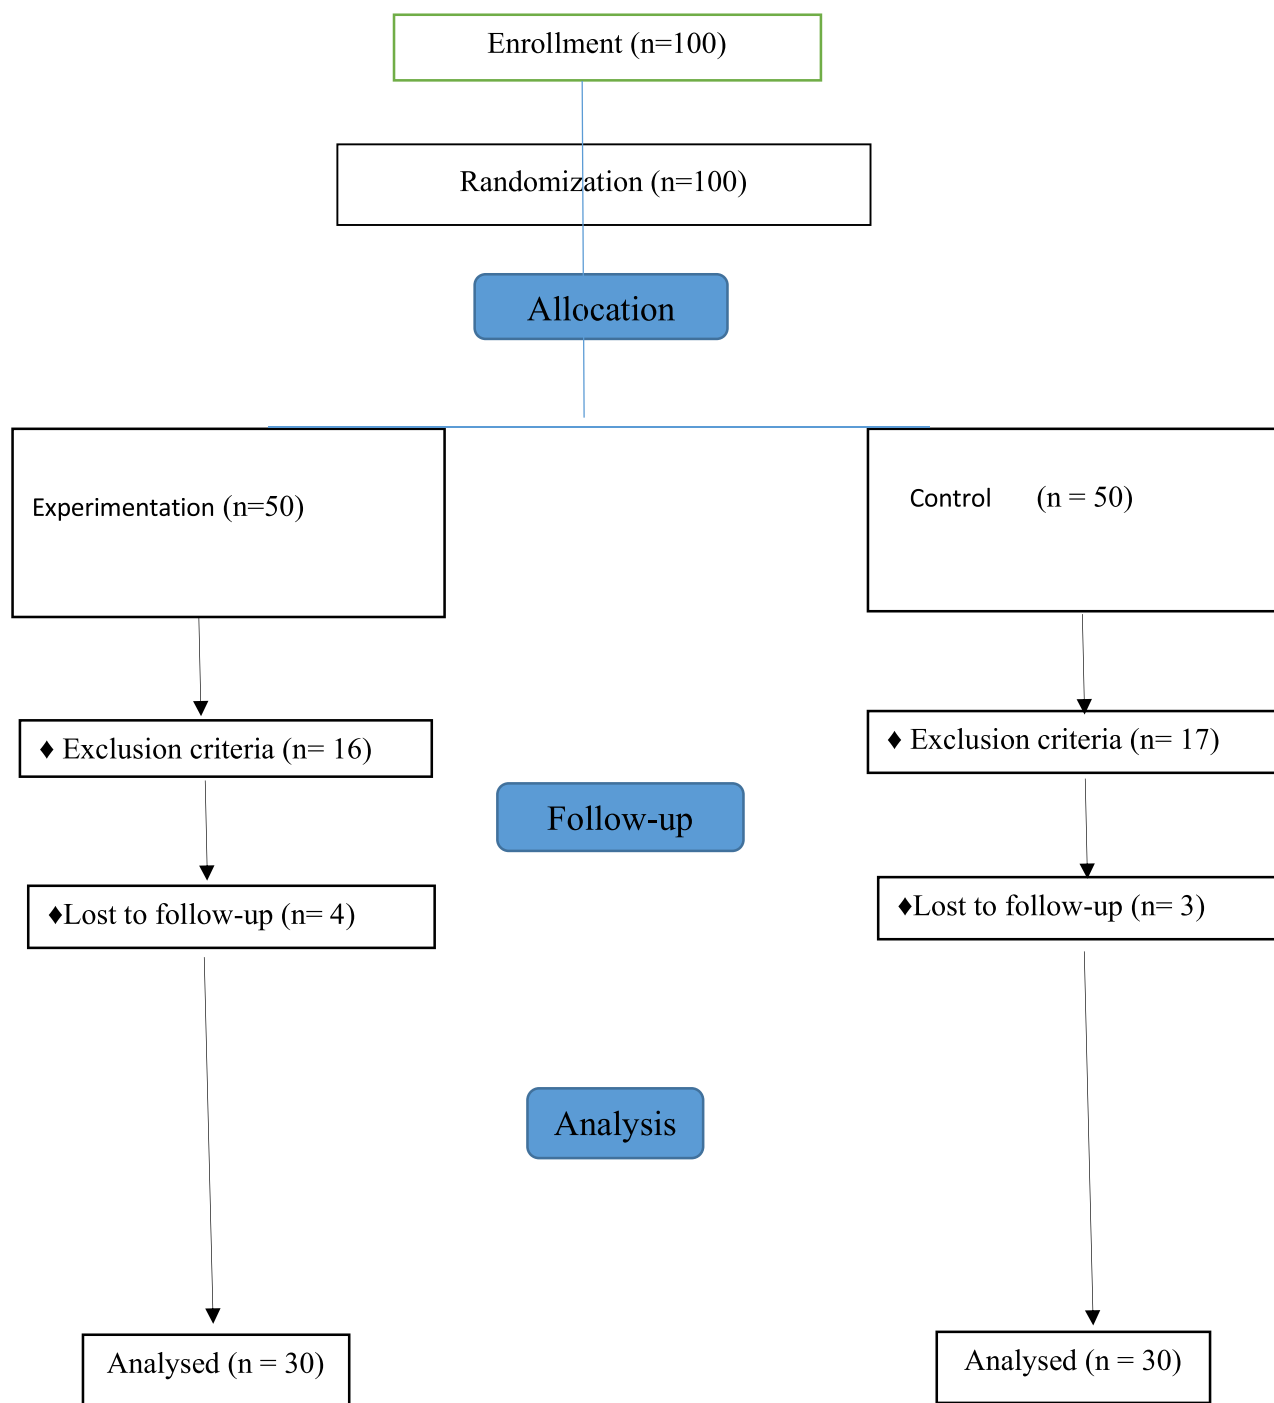 Enrollment (n=100)
Randomization (n=100)
Allocation
Experimentation (n=50)
Control (n = 50)
♦ Exclusion criteria (n= 16)
♦ Exclusion criteria (n= 17)
Follow-up
♦Lost to follow-up (n= 4)
♦Lost to follow-up (n= 3)
Analysis
Analysed (n = 30)
Analysed (n = 30)